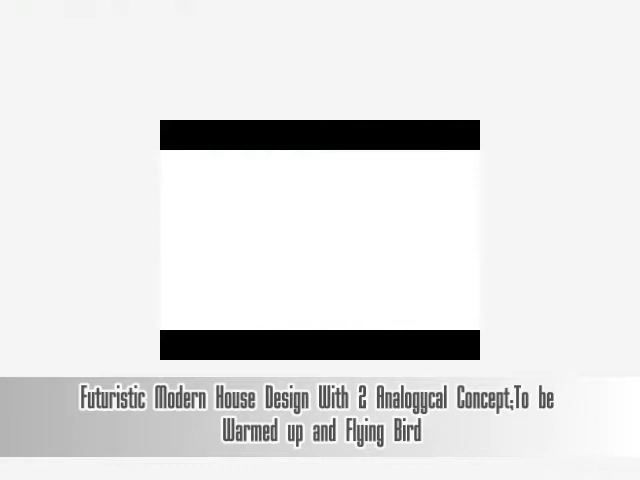 Futuristic Modern House Design With 2 Analogycal Concept;To be
Warmed up and Flying Bird